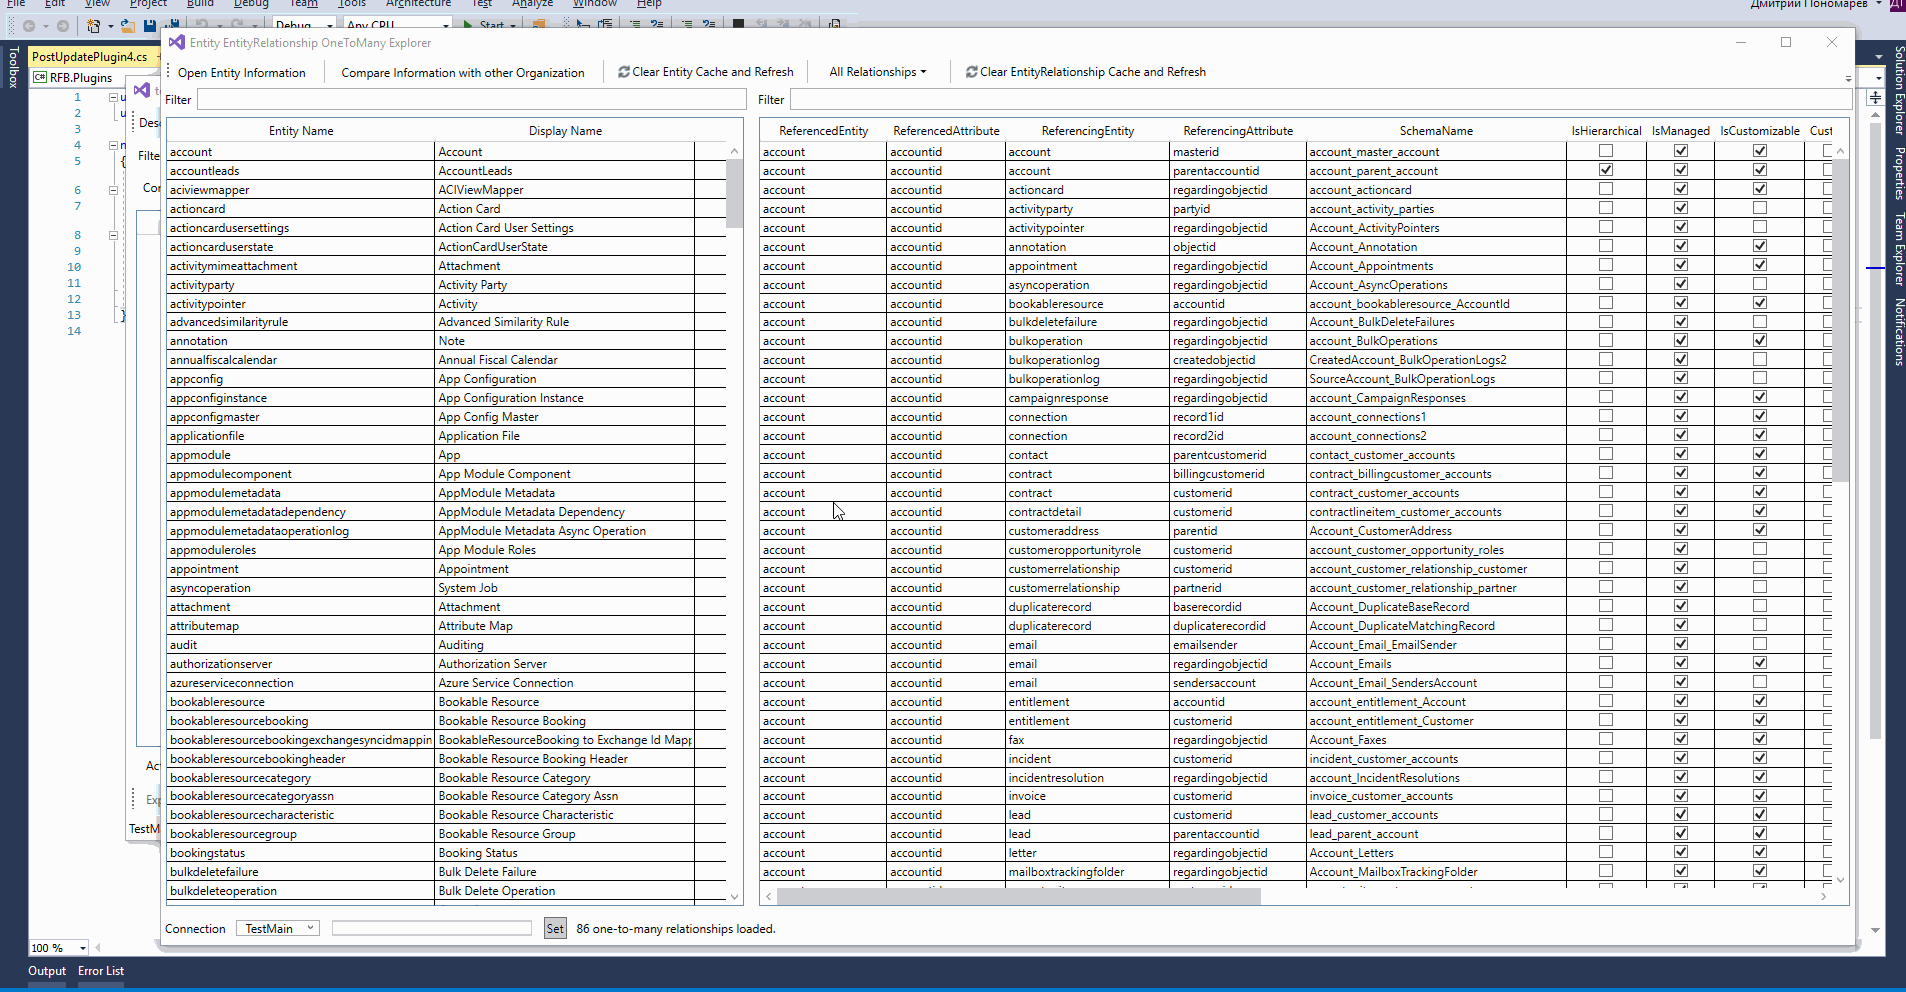 File Edit View Project Build Debug Team Tools Architecture Test Analyze Window Help
Дмитрий Пономарев
Debug Any CPU Start
PostUpdatePlugin4.cs
RFB.Plugins
Toolbox
Solution Explorer
Properties
Team Explorer
Notifications
1
2
3
4
5
6
7
8
9
10
11
12
13
14
Entity EntityRelationship OneToMany Explorer
Open Entity Information Compare Information with other Organization Clear Entity Cache and Refresh All Relationships Clear EntityRelationship Cache and Refresh
Filter
Filter
Entity Name Display Name
account Account
accountleads AccountLeads
aciviewmapper ACIViewMapper
actioncard Action Card
actioncardusersettings Action Card User Settings
actioncarduserstate ActionCardUserState
activitymimeattachment Attachment
activityparty Activity Party
activitypointer Activity
advancedsimilarityrule Advanced Similarity Rule
annotation Note
annualfiscalcalendar Annual Fiscal Calendar
appconfig App Configuration
appconfiginstance App Configuration Instance
appconfigmaster App Config Master
applicationfile Application File
appmodule App
appmodulecomponent App Module Component
appmodulemetadata AppModule Metadata
appmodulemetadatadependency AppModule Metadata Dependency
appmodulemetadataoperationlog AppModule Metadata Async Operation
appmoduleroles App Module Roles
appointment Appointment
asyncoperation System Job
attachment Attachment
attributemap Attribute Map
audit Auditing
authorizationserver Authorization Server
azureserviceconnection Azure Service Connection
bookableresource Bookable Resource
bookableresourcebooking Bookable Resource Booking
bookableresourcebookingexchangesyncidmappin BookableResourceBooking to Exchange Id Mapp
bookableresourcebookingheader Bookable Resource Booking Header
bookableresourcecategory Bookable Resource Category
bookableresourcecategoryassn Bookable Resource Category Assn
bookableresourcecharacteristic Bookable Resource Characteristic
bookableresourcegroup Bookable Resource Group
bookingstatus Booking Status
bulkdeletefailure Bulk Delete Failure
bulkdeleteoperation Bulk Delete Operation
ReferencedEntity ReferencedAttribute ReferencingEntity ReferencingAttribute SchemaName IsHierarchical IsManaged IsCustomizable Cust
account accountid account masterid account_master_account
account accountid account parentaccountid account_parent_account
account accountid actioncard regardingobjectid account_actioncard
account accountid activityparty partyid account_activity_parties
account accountid activitypointer regardingobjectid Account_ActivityPointers
account accountid annotation objectid Account_Annotation
account accountid appointment regardingobjectid Account_Appointments
account accountid asyncoperation regardingobjectid Account_AsyncOperations
account accountid bookableresource accountid account_bookableresource_AccountId
account accountid bulkdeletefailure regardingobjectid Account_BulkDeleteFailures
account accountid bulkoperation regardingobjectid account_BulkOperations
account accountid bulkoperationlog createdobjectid CreatedAccount_BulkOperationLogs2
account accountid bulkoperationlog regardingobjectid SourceAccount_BulkOperationLogs
account accountid campaignresponse regardingobjectid account_CampaignResponses
account accountid connection record1id account_connections1
account accountid connection record2id account_connections2
account accountid contact parentcustomerid contact_customer_accounts
account accountid contract billingcustomerid contract_billingcustomer_accounts
account accountid contract customerid contract_customer_accounts
account accountid contractdetail customerid contractlineitem_customer_accounts
account accountid customeraddress parentid Account_CustomerAddress
account accountid customeropportunityrole customerid account_customer_opportunity_roles
account accountid customerrelationship customerid account_customer_relationship_customer
account accountid customerrelationship partnerid account_customer_relationship_partner
account accountid duplicaterecord baserecordid Account_DuplicateBaseRecord
account accountid duplicaterecord duplicaterecordid Account_DuplicateMatchingRecord
account accountid email emailsender Account_Email_EmailSender
account accountid email regardingobjectid Account_Emails
account accountid email sendersaccount Account_Email_SendersAccount
account accountid entitlement accountid account_entitlement_Account
account accountid entitlement customerid account_entitlement_Customer
account accountid fax regardingobjectid Account_Faxes
account accountid incident customerid incident_customer_accounts
account accountid incidentresolution regardingobjectid account_IncidentResolutions
account accountid invoice customerid invoice_customer_accounts
account accountid lead customerid lead_customer_accounts
account accountid lead parentaccountid lead_parent_account
account accountid letter regardingobjectid Account_Letters
account accountid mailboxtrackingfolder regardingobjectid Account_MailboxTrackingFolder
Connection TestMain Set 86 one-to-many relationships loaded.
100 %
Output Error List